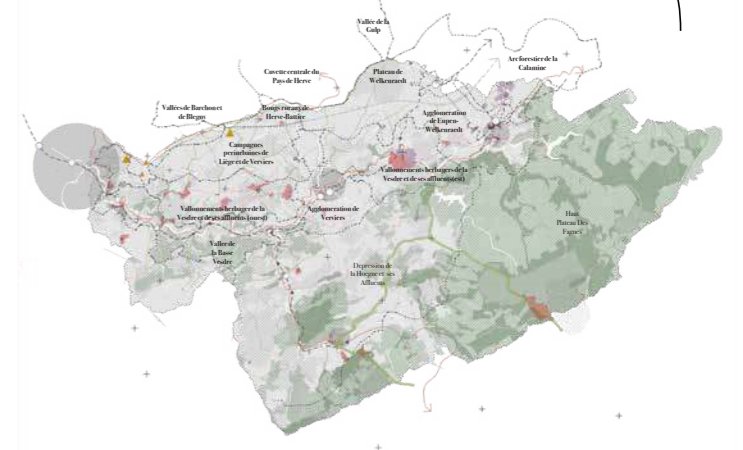 Vallée de la
Gulp
Arc forestier de la
Calamine
Cuvette centrale du
Pays de Herve
Plateau de
Welkenraedt
Vallées de Barchon et
de Blegny
Bourgs ruraux de
Herve-Battice
Agglomération
de Eupen-
Welkenraedt
Campagnes
périurbaines de
Liège et de Verviers
Vallonnements herbagers de la
Vesdre et de ses affluents (est)
Vallonnements herbager de la
Vesdre et de ses affluents (ouest)
Agglomération de
Verviers
Haut
Plateau Des
Fagnes
Vallée de
la Basse
Vesdre
Dépression de
la Hoegne et ses
Affluents